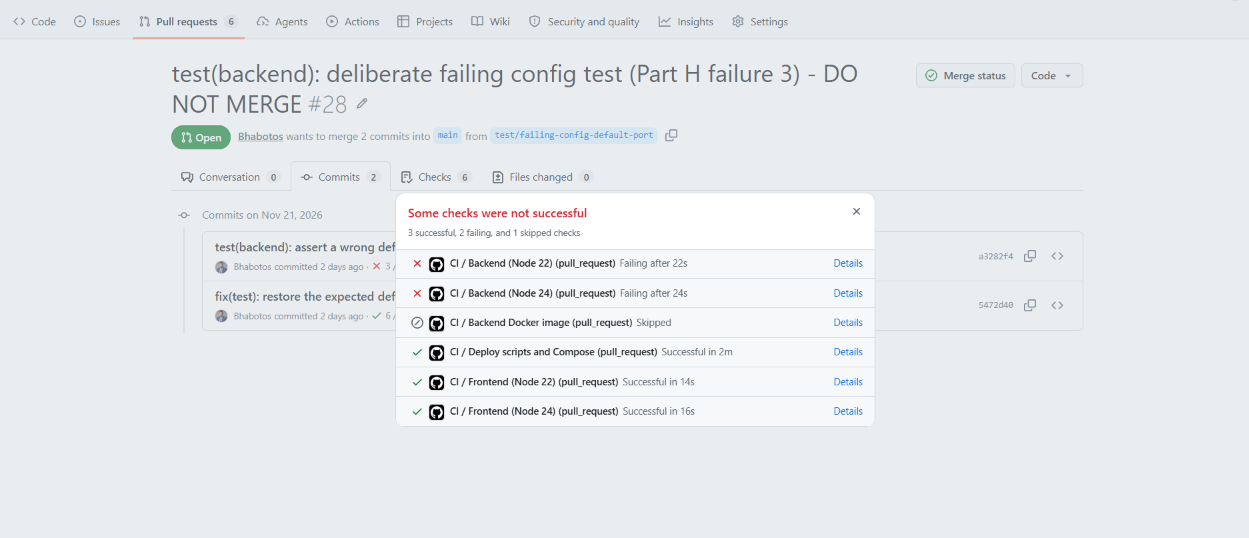 Code Issues Pull requests 6 Agents Actions Projects Wiki Security and quality Insights Settings
test(backend): deliberate failing config test (Part H failure 3) - DO
NOT MERGE #28
Merge status Code
Open Bhabotos wants to merge 2 commits into main from test/failing-config-default-port
Conversation 0 Commits 2 Checks 6 Files changed 0
Commits on Nov 21, 2026
test(backend): assert a wrong def
Bhabotos committed 2 days ago · 3 /
a3282f4
fix(test): restore the expected def
Bhabotos committed 2 days ago · 6 /
5472d40
Some checks were not successful
3 successful, 2 failing, and 1 skipped checks
CI / Backend (Node 22) (pull_request) Failing after 22s Details
CI / Backend (Node 24) (pull_request) Failing after 24s Details
CI / Backend Docker image (pull_request) Skipped Details
CI / Deploy scripts and Compose (pull_request) Successful in 2m Details
CI / Frontend (Node 22) (pull_request) Successful in 14s Details
CI / Frontend (Node 24) (pull_request) Successful in 16s Details